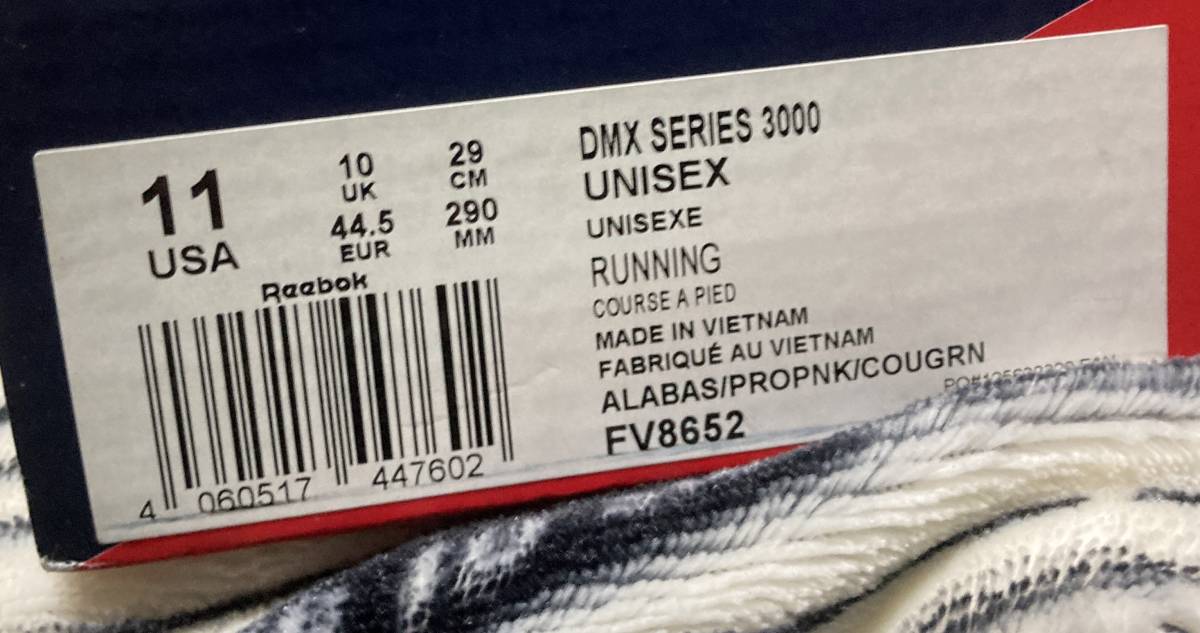 11
USA
10
UK
44.5
EUR
29
CM
290
MM
Reebok
4 060517 447602
DMX SERIES 3000
UNISEX
UNISEXE
RUNNING
COURSE A PIED
MADE IN VIETNAM
FABRIQUÉ AU VIETNAM
ALABAS/PROPNK/COUGRN
FV8652